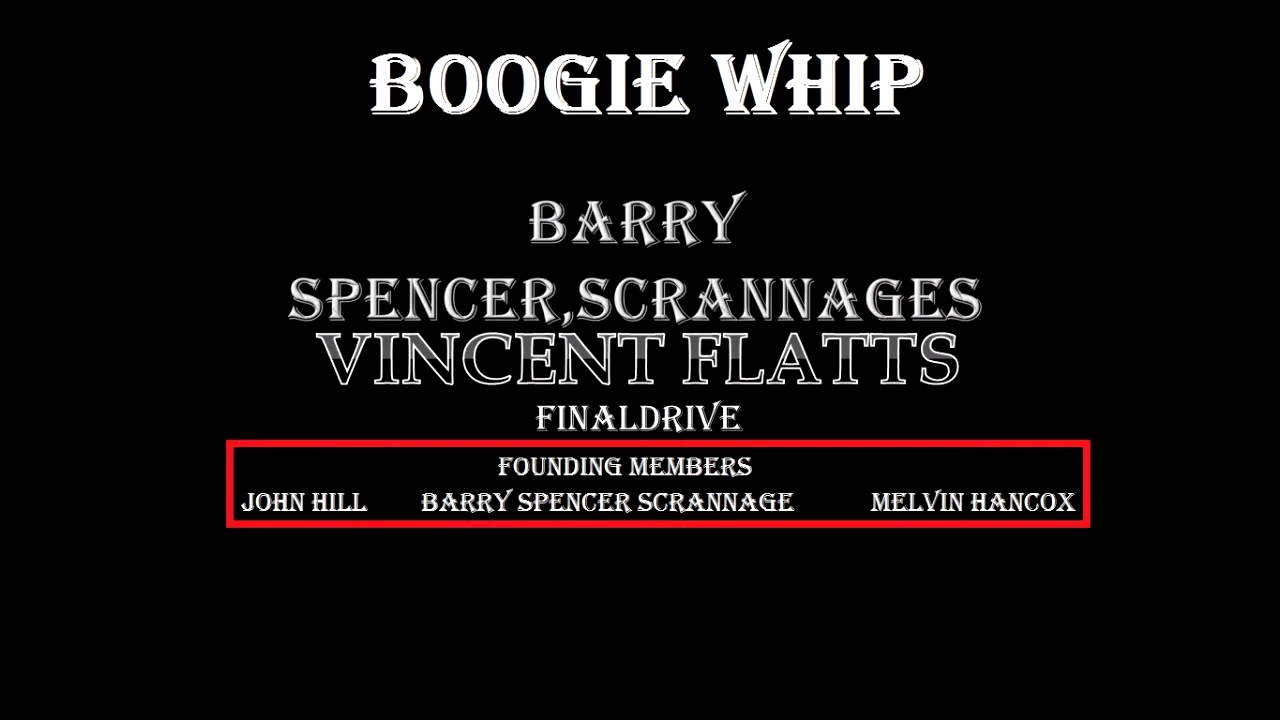 BOOGIE WHIP
BARRY
SPENCER,SCRANNAGES
VINCENT FLATTS
FINALDRIVE
FOUNDING MEMBERS
JOHN HILL BARRY SPENCER SCRANNAGE MELVIN HANCOX